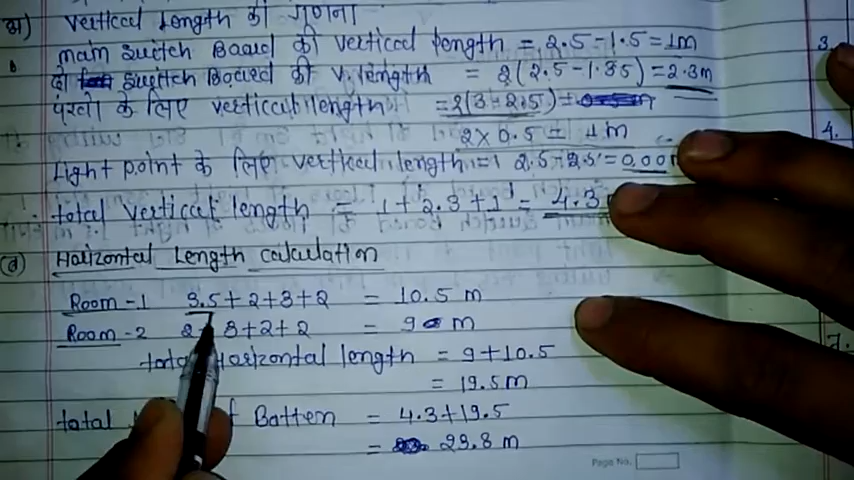 अ) vertical Length की गणना
main switch Board की vertical length = 2.5-1.5=1m
दो switch Board की v. length = 2(2.5-1.35)=2.3m
पंखो के लिए vertical length = 2(3-2.5)=
2×0.5=1m
Light point के लिए vertical length = 2.5-2.5=0.00
total vertical length = 1+2.3+1 = 4.3
(ब) Horizontal Length calculation
Room-1 3.5+2+3+2 = 10.5 m
Room-2 2 3+2+2 = 9 m
Horizontal length = 9+10.5
= 19.5m
total Batten = 4.3+19.5
= 23.8 m
Page No.
3.
4.
7.